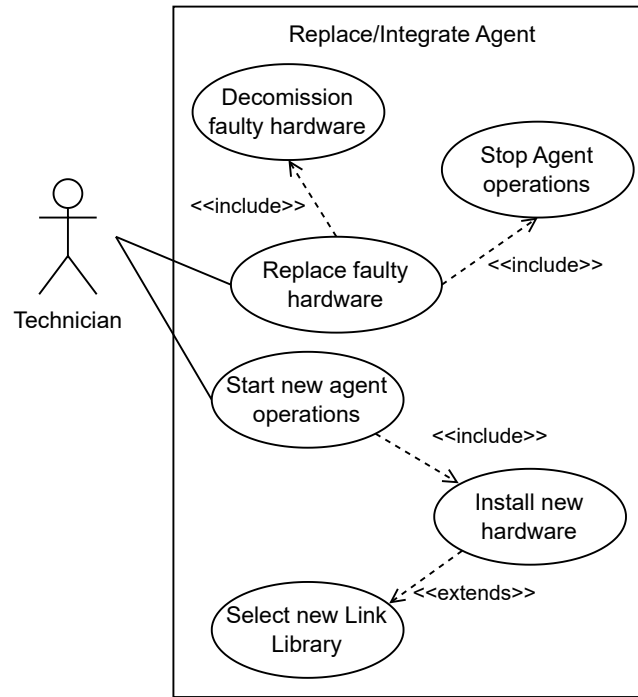 Replace/Integrate Agent
Decomission
faulty hardware
Stop Agent
operations
<<include>>
<<include>>
Replace faulty
hardware
Technician
Start new agent
operations
<<include>>
Install new
hardware
<<extends>>
Select new Link
Library